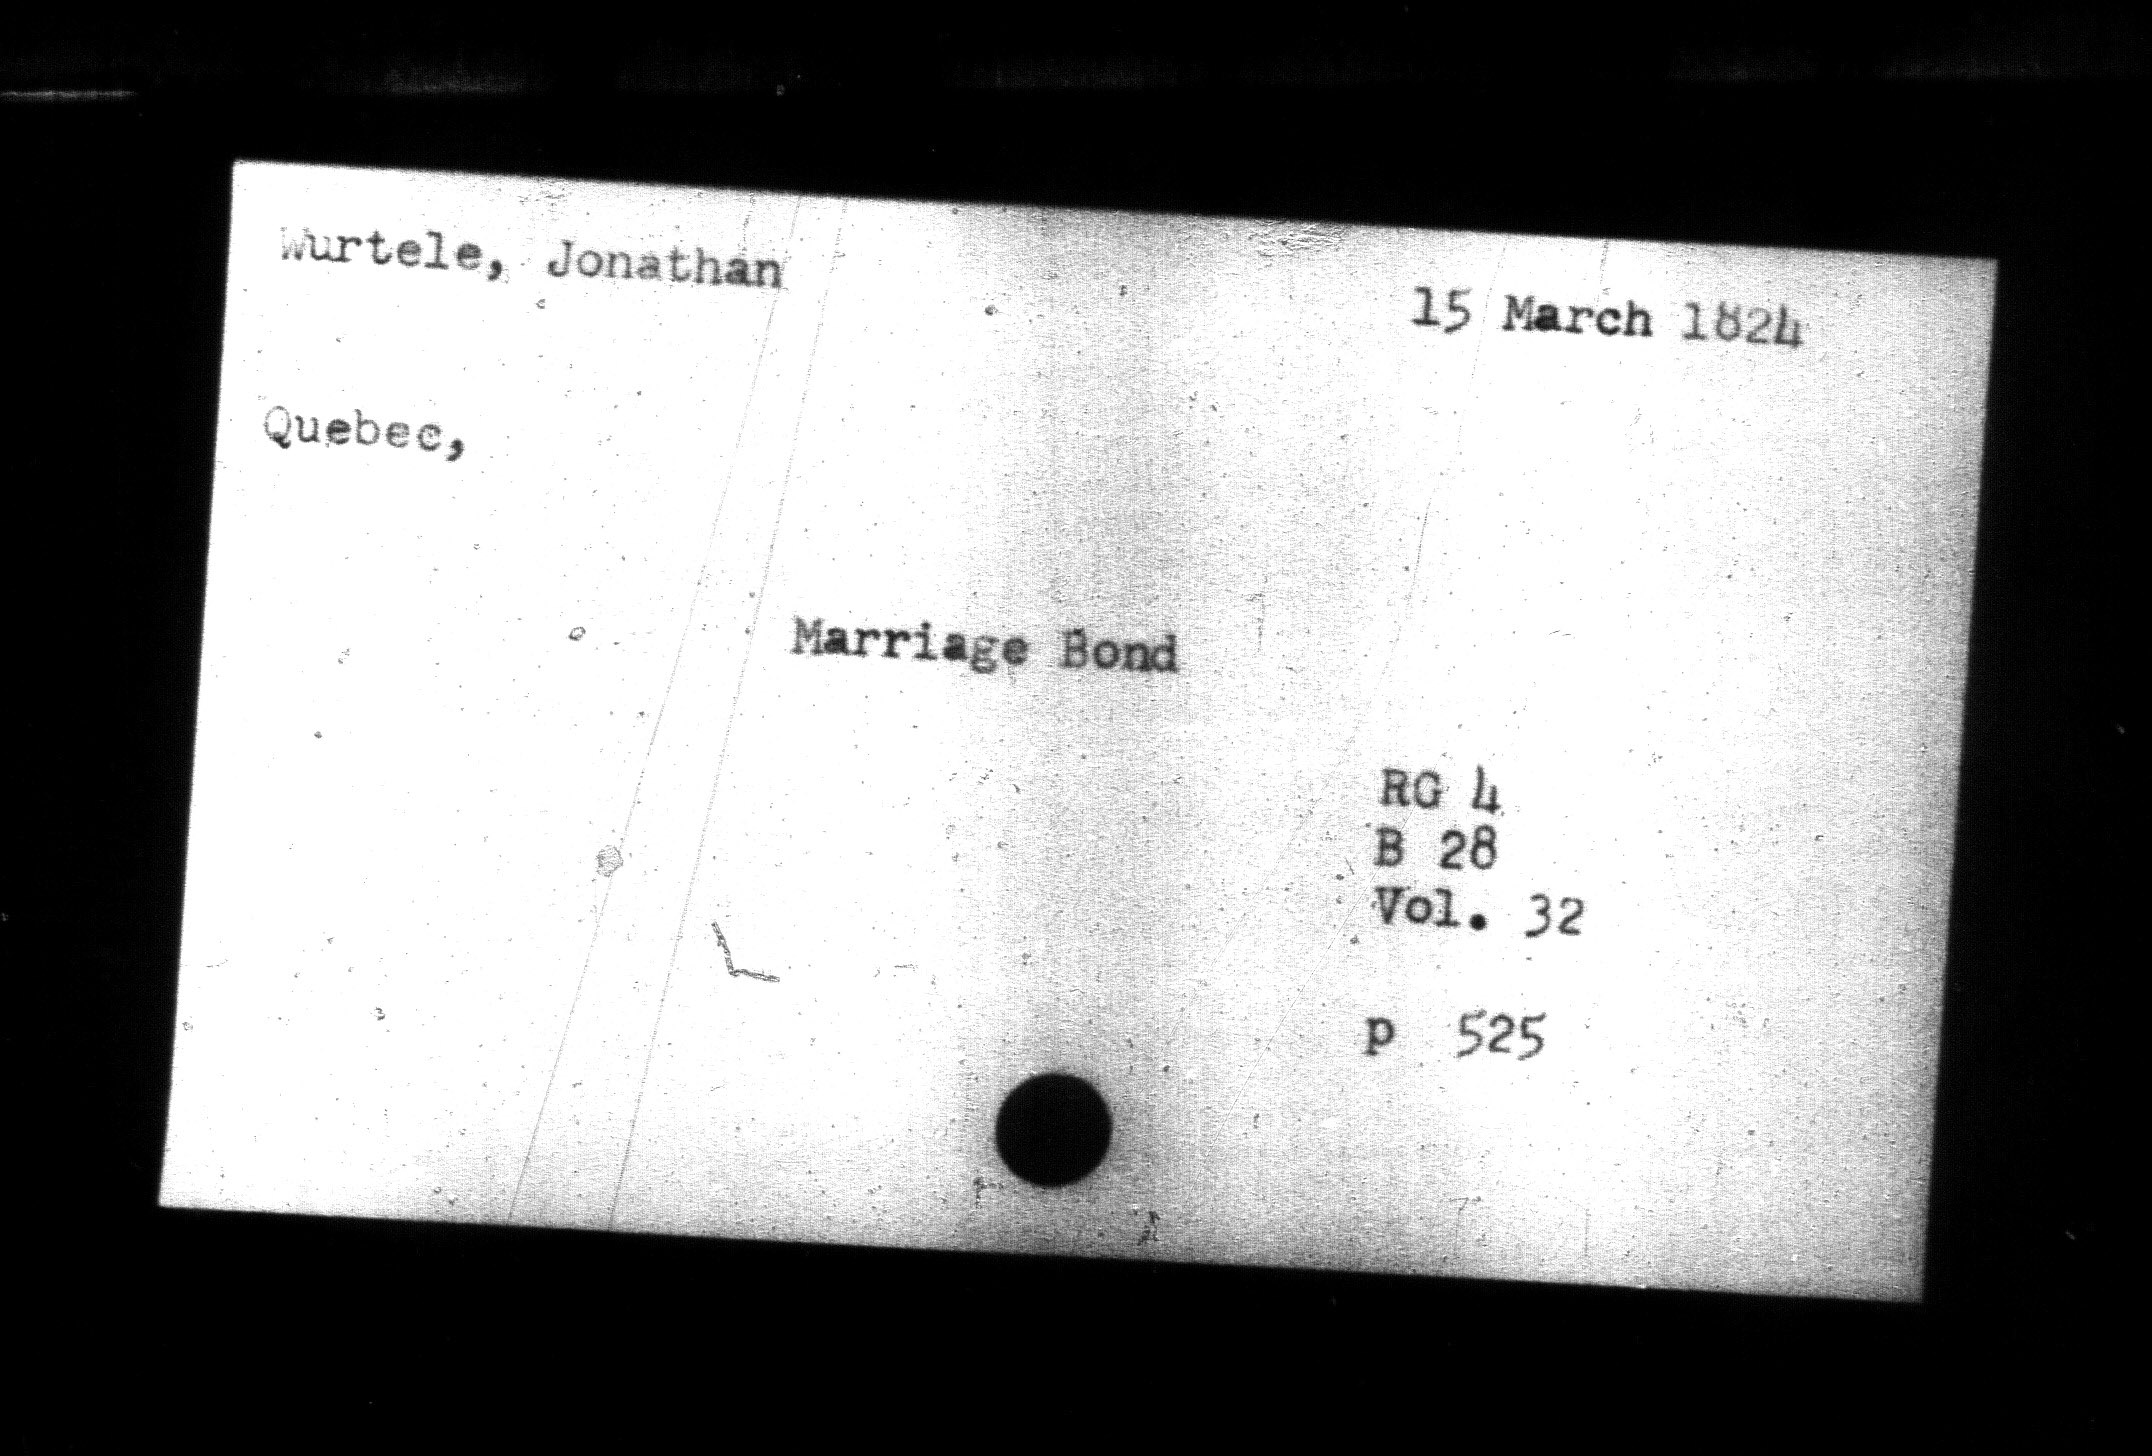 Wurtele, Jonathan
15 March 1824
Quebec,
Marriage Bond
RG 4
B 28
Vol. 32
p 525